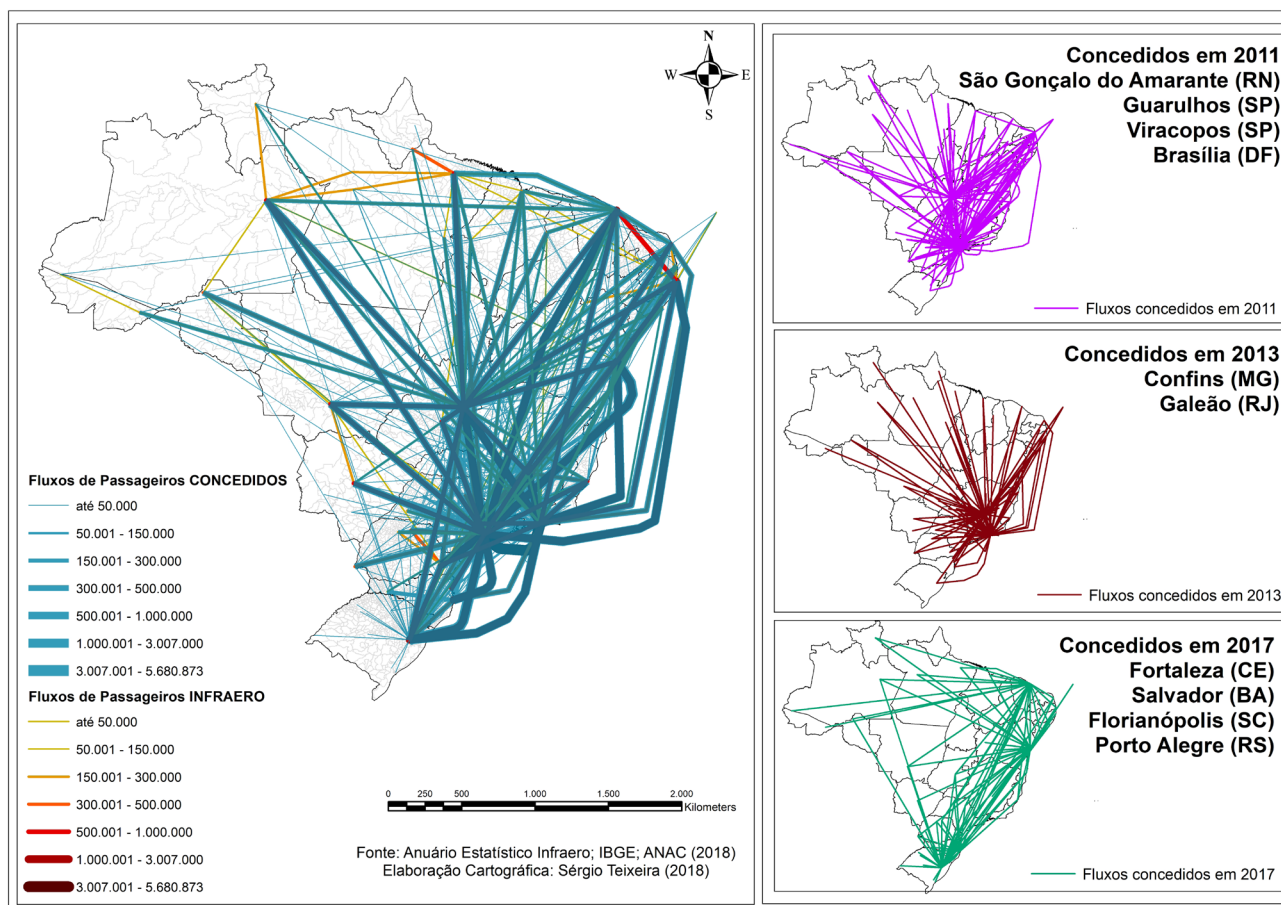 N
W
E
S
Fluxos de Passageiros CONCEDIDOS
até 50.000
50.001 - 150.000
150.001 - 300.000
300.001 - 500.000
500.001 - 1.000.000
1.000.001 - 3.007.000
3.007.001 - 5.680.873
Fluxos de Passageiros INFRAERO
até 50.000
50.001 - 150.000
150.001 - 300.000
300.001 - 500.000
500.001 - 1.000.000
1.000.001 - 3.007.000
3.007.001 - 5.680.873
0 250 500 1.000 1.500 2.000
Kilometers
Fonte: Anuário Estatístico Infraero; IBGE; ANAC (2018)
Elaboração Cartográfica: Sérgio Teixeira (2018)
Concedidos em 2011
São Gonçalo do Amarante (RN)
Guarulhos (SP)
Viracopos (SP)
Brasília (DF)
Fluxos concedidos em 2011
Concedidos em 2013
Confins (MG)
Galeão (RJ)
Fluxos concedidos em 2013
Concedidos em 2017
Fortaleza (CE)
Salvador (BA)
Florianópolis (SC)
Porto Alegre (RS)
Fluxos concedidos em 2017